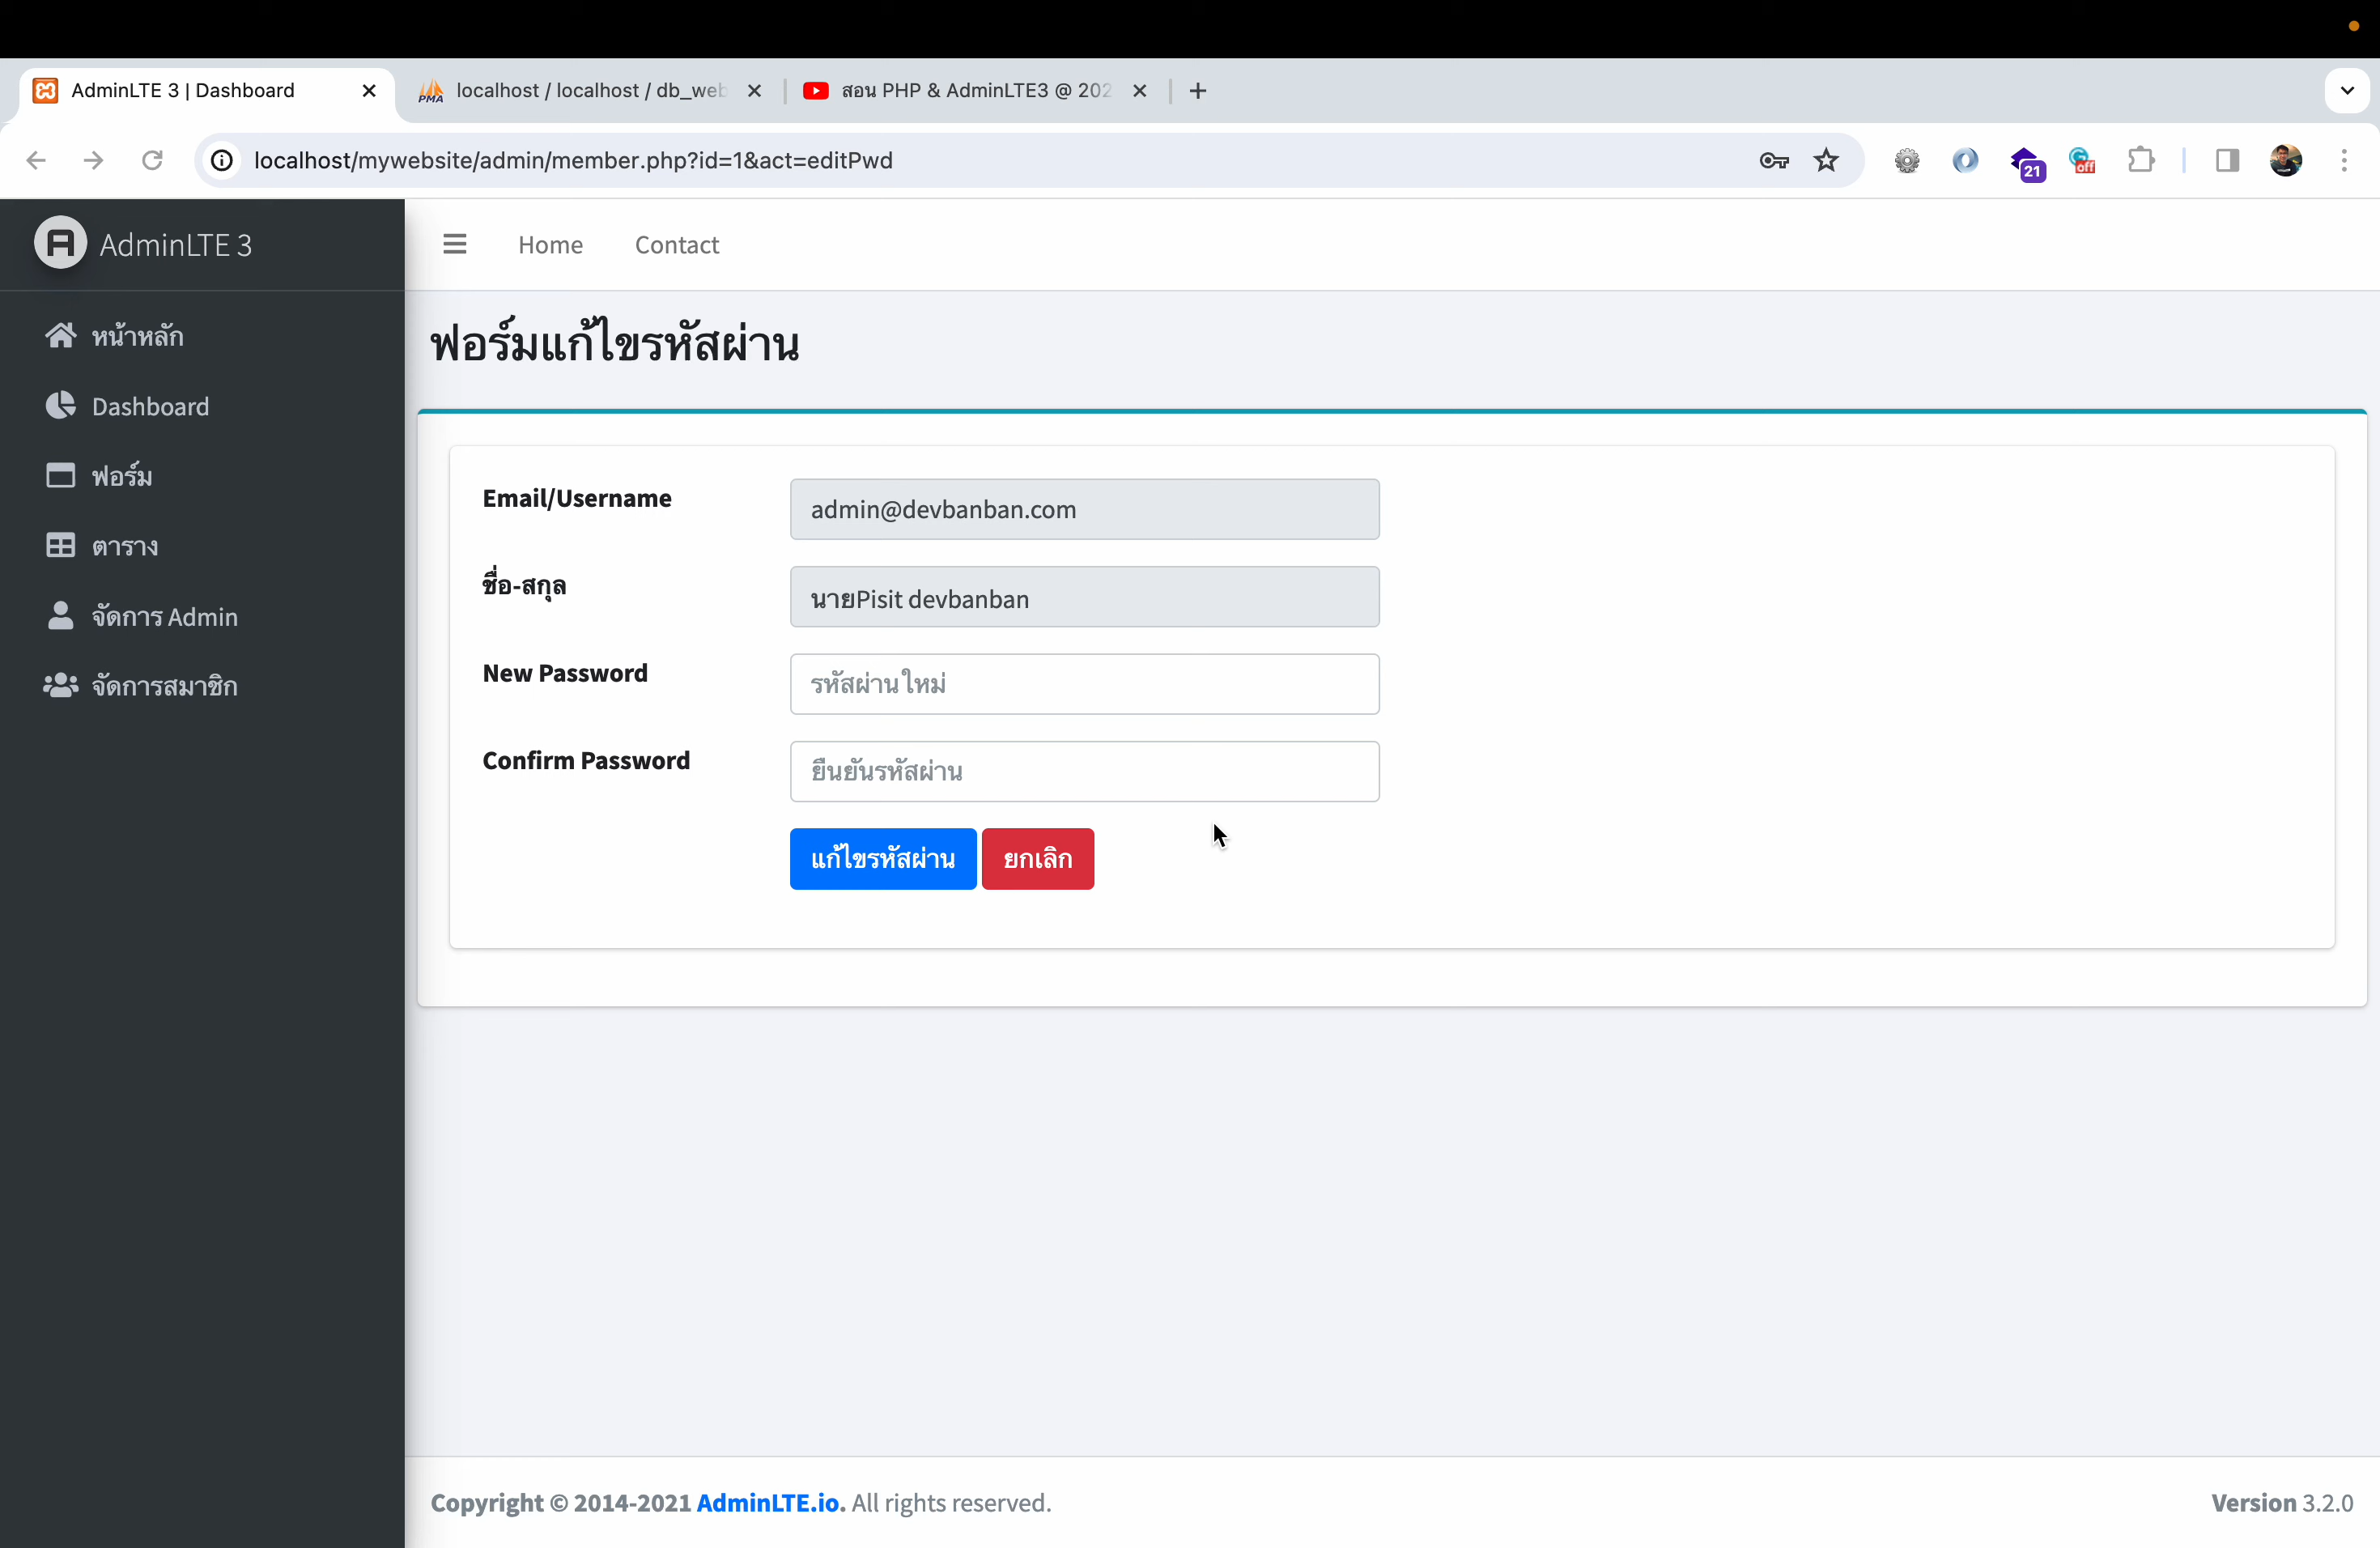 AdminLTE 3 | Dashboard
localhost / localhost / db_web
สอน PHP & AdminLTE3 @ 202
localhost/mywebsite/admin/member.php?id=1&act=editPwd
21
off
AdminLTE 3
Home
Contact
หน้าหลัก
Dashboard
ฟอร์ม
ตาราง
จัดการ Admin
จัดการสมาชิก
ฟอร์มแก้ไขรหัสผ่าน
Email/Username
admin@devbanban.com
ชื่อ-สกุล
นายPisit devbanban
New Password
รหัสผ่านใหม่
Confirm Password
ยืนยันรหัสผ่าน
แก้ไขรหัสผ่าน
ยกเลิก
Copyright © 2014-2021 AdminLTE.io. All rights reserved.
Version 3.2.0